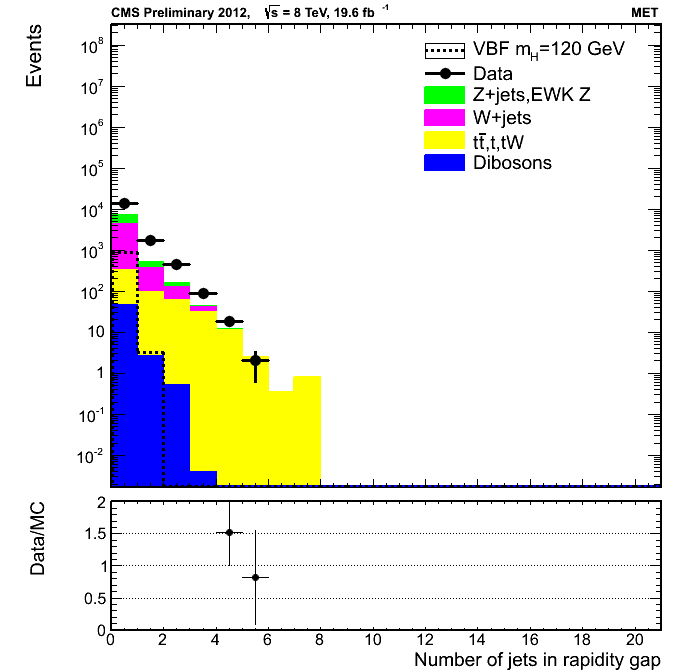 CMS Preliminary 2012, √s = 8 TeV, 19.6 fb⁻¹ MET
Events
10⁸
10⁷
10⁶
10⁵
10⁴
10³
10²
10
1
10⁻¹
10⁻²
VBF m_H=120 GeV
Data
Z+jets,EWK Z
W+jets
tt̄,t,tW
Dibosons
Data/MC
2
1.5
1
0.5
0
0 2 4 6 8 10 12 14 16 18 20
Number of jets in rapidity gap